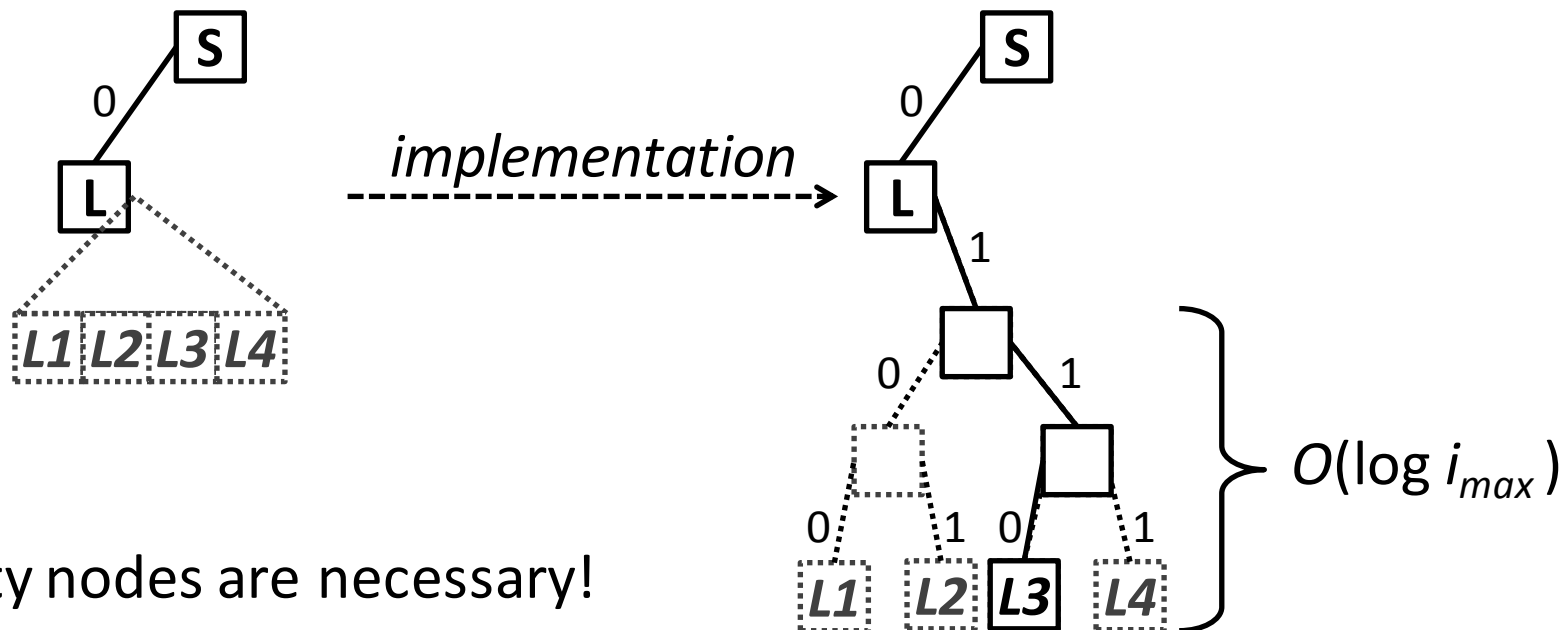 S
0
L
L1 L2 L3 L4
implementation
S
0
L
1
0
1
0
1
0
1
L1
L2
L3
L4
O(log i_max)
nodes are necessary!